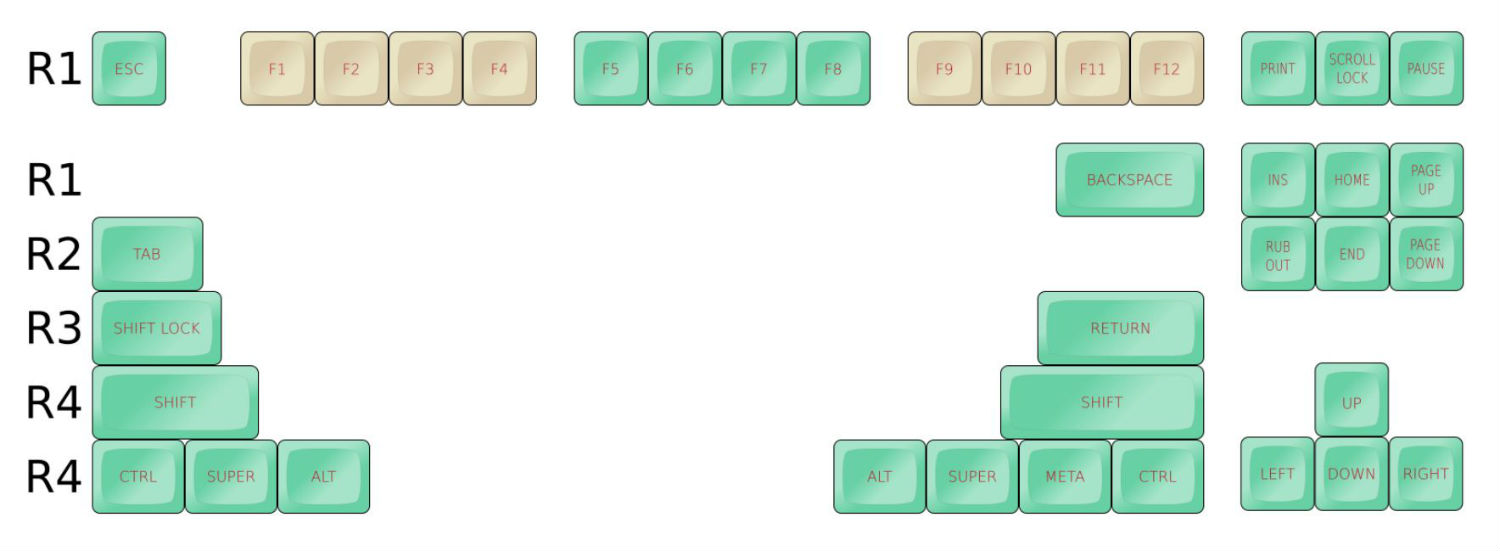 R1 ESC F1 F2 F3 F4 F5 F6 F7 F8 F9 F10 F11 F12 PRINT SCROLL LOCK PAUSE
R1 BACKSPACE INS HOME PAGE UP
R2 TAB RUB OUT END PAGE DOWN
R3 SHIFT LOCK RETURN
R4 SHIFT SHIFT UP
R4 CTRL SUPER ALT ALT SUPER META CTRL LEFT DOWN RIGHT